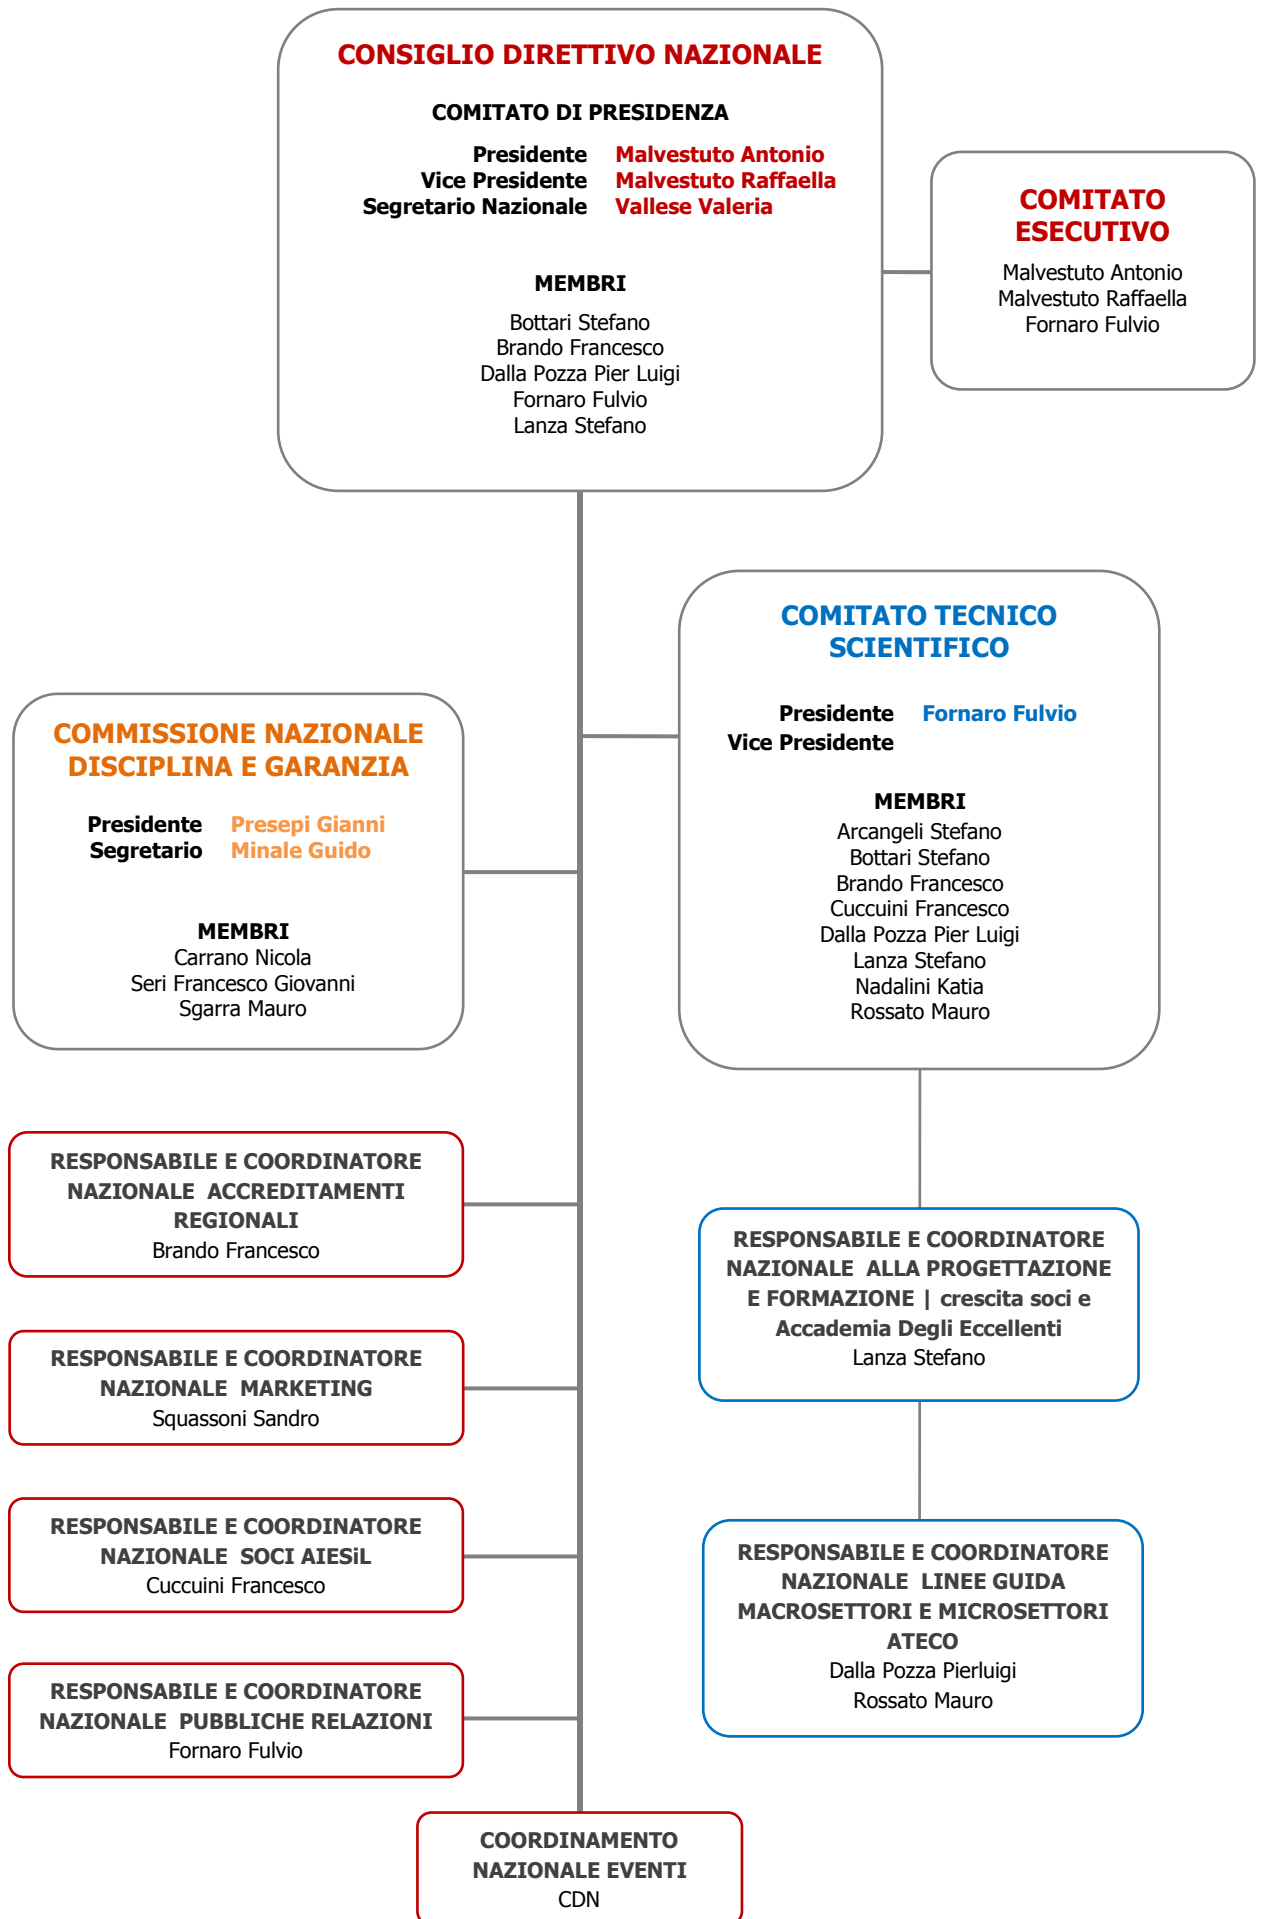 CONSIGLIO DIRETTIVO NAZIONALE
COMITATO DI PRESIDENZA
Presidente Malvestuto Antonio
Vice Presidente Malvestuto Raffaella
Segretario Nazionale Vallese Valeria
MEMBRI
Bottari Stefano
Brando Francesco
Dalla Pozza Pier Luigi
Fornaro Fulvio
Lanza Stefano
COMITATO
ESECUTIVO
Malvestuto Antonio
Malvestuto Raffaella
Fornaro Fulvio
COMITATO TECNICO
SCIENTIFICO
Presidente Fornaro Fulvio
Vice Presidente
MEMBRI
Arcangeli Stefano
Bottari Stefano
Brando Francesco
Cuccuini Francesco
Dalla Pozza Pier Luigi
Lanza Stefano
Nadalini Katia
Rossato Mauro
COMMISSIONE NAZIONALE
DISCIPLINA E GARANZIA
Presidente Presepi Gianni
Segretario Minale Guido
MEMBRI
Carrano Nicola
Seri Francesco Giovanni
Sgarra Mauro
RESPONSABILE E COORDINATORE
NAZIONALE ACCREDITAMENTI
REGIONALI
Brando Francesco
RESPONSABILE E COORDINATORE
NAZIONALE ALLA PROGETTAZIONE
E FORMAZIONE | crescita soci e
Accademia Degli Eccellenti
Lanza Stefano
RESPONSABILE E COORDINATORE
NAZIONALE MARKETING
Squassoni Sandro
RESPONSABILE E COORDINATORE
NAZIONALE SOCI AIESiL
Cuccuini Francesco
RESPONSABILE E COORDINATORE
NAZIONALE LINEE GUIDA
MACROSETTORI E MICROSETTORI
ATECO
Dalla Pozza Pierluigi
Rossato Mauro
RESPONSABILE E COORDINATORE
NAZIONALE PUBBLICHE RELAZIONI
Fornaro Fulvio
COORDINAMENTO
NAZIONALE EVENTI
CDN